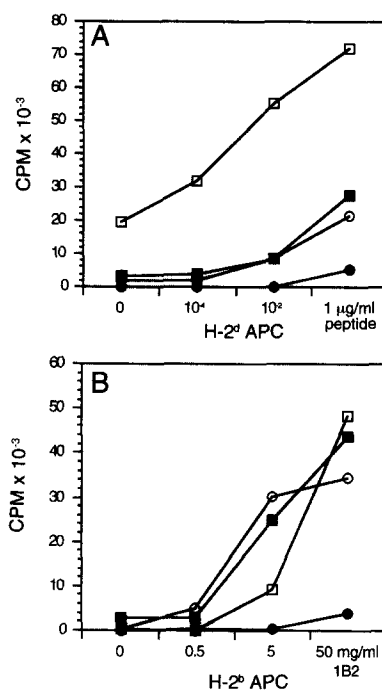 A
80
70
60
50
40
30
20
10
0
CPM x 10⁻³
0 10⁻⁴ 10⁻² 1 µg/ml
peptide
H-2ᵈ APC
B
60
50
40
30
20
10
0
CPM x 10⁻³
0 0.5 5 50 mg/ml
1B2
H-2ᵇ APC